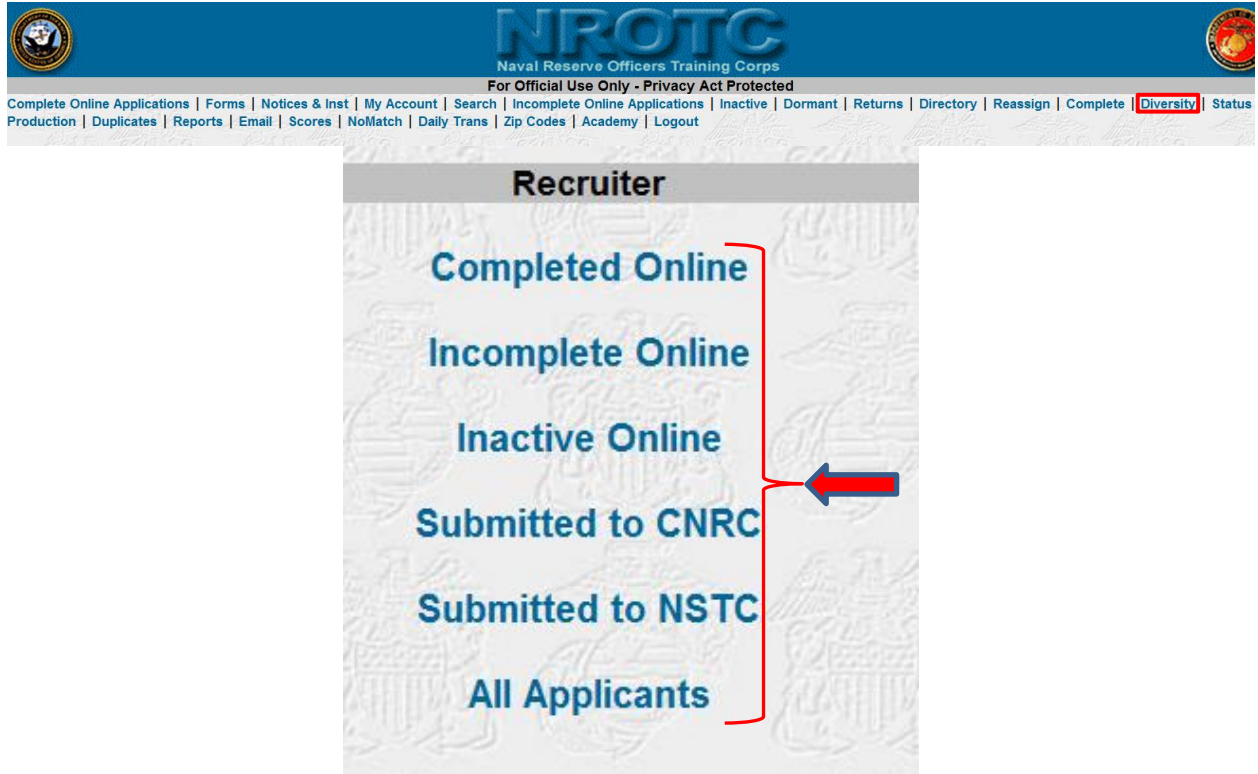 NROTC
Naval Reserve Officers Training Corps
For Official Use Only - Privacy Act Protected
Complete Online Applications | Forms | Notices & Inst | My Account | Search | Incomplete Online Applications | Inactive | Dormant | Returns | Directory | Reassign | Complete | Diversity | Status
Production | Duplicates | Reports | Email | Scores | NoMatch | Daily Trans | Zip Codes | Academy | Logout
Recruiter
Completed Online
Incomplete Online
Inactive Online
Submitted to CNRC
Submitted to NSTC
All Applicants